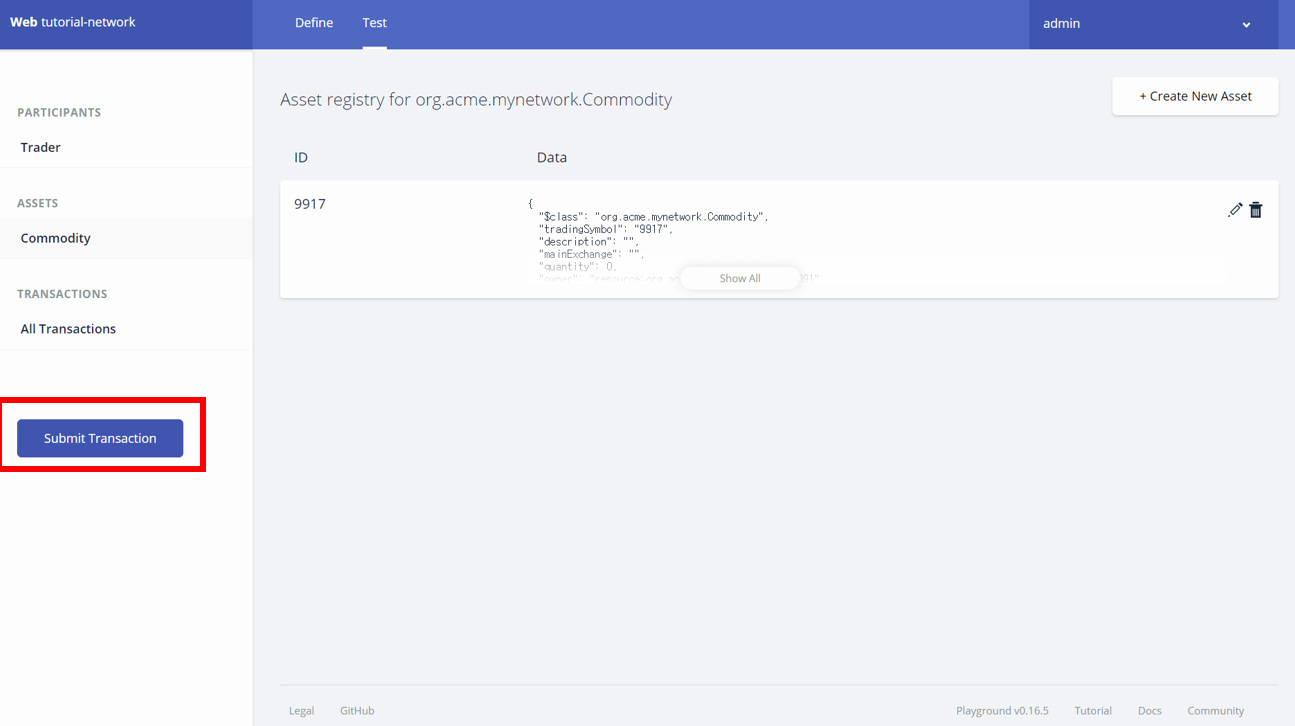 Web tutorial-network
Define
Test
admin
PARTICIPANTS
Trader
ASSETS
Commodity
TRANSACTIONS
All Transactions
Submit Transaction
Asset registry for org.acme.mynetwork.Commodity
+ Create New Asset
ID
Data
9917
{
"$class": "org.acme.mynetwork.Commodity",
"tradingSymbol": "9917",
"description": "",
"mainExchange": "",
"quantity": 0,
"owner": "resource:org.ac
Show All
Legal
GitHub
Playground v0.16.5
Tutorial
Docs
Community